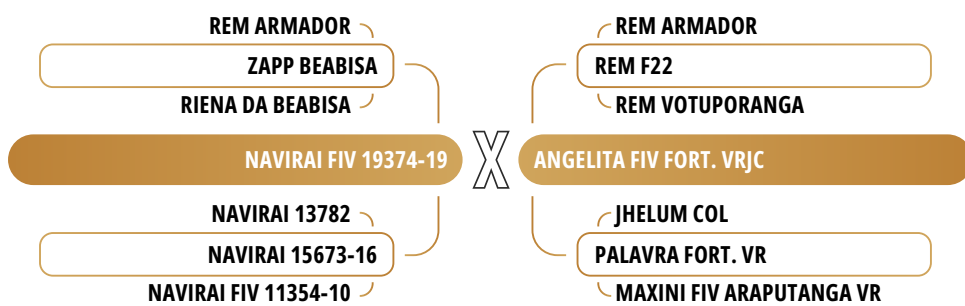 REM ARMADOR
ZAPP BEABISA
RIENA DA BEABISA
NAVIRAI FIV 19374-19
NAVIRAI 13782
NAVIRAI 15673-16
NAVIRAI FIV 11354-10
X
REM ARMADOR
REM F22
REM VOTUPORANGA
ANGELITA FIV FORT. VRJC
JHELUM COL
PALAVRA FORT. VR
MAXINI FIV ARAPUTANGA VR